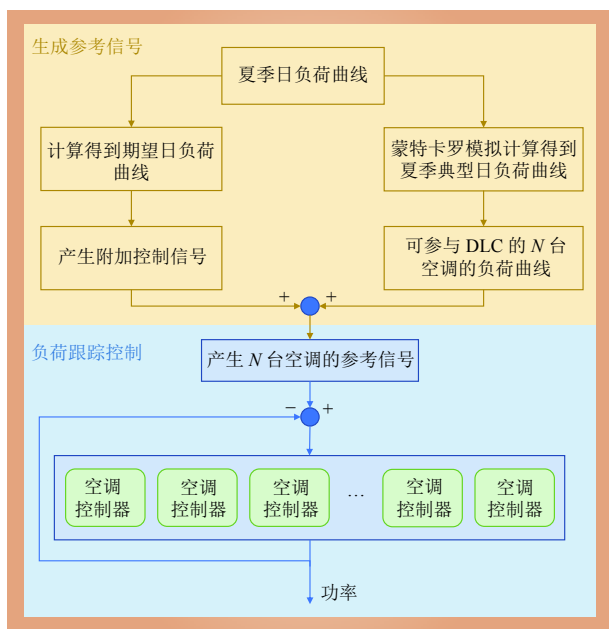 生成参考信号
夏季日负荷曲线
计算得到期望日负荷
曲线
蒙特卡罗模拟计算得到
夏季典型日负荷曲线
产生附加控制信号
可参与 DLC 的 N 台
空调的负荷曲线
+ +
负荷跟踪控制
产生 N 台空调的参考信号
− +
空调
控制器
空调
控制器
空调
控制器
…
空调
控制器
空调
控制器
功率